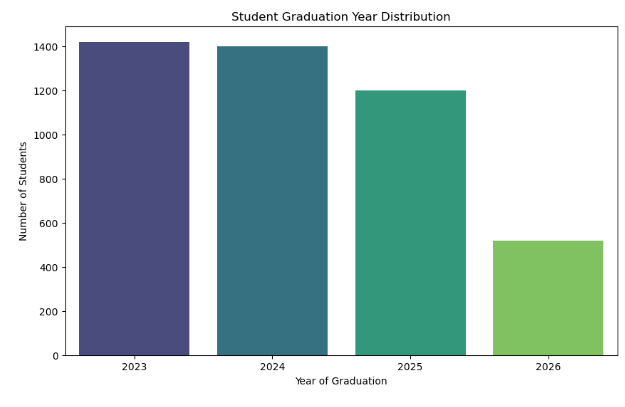 Student Graduation Year Distribution
1400
1200
1000
800
600
400
200
0
Number of Students
2023 2024 2025 2026
Year of Graduation